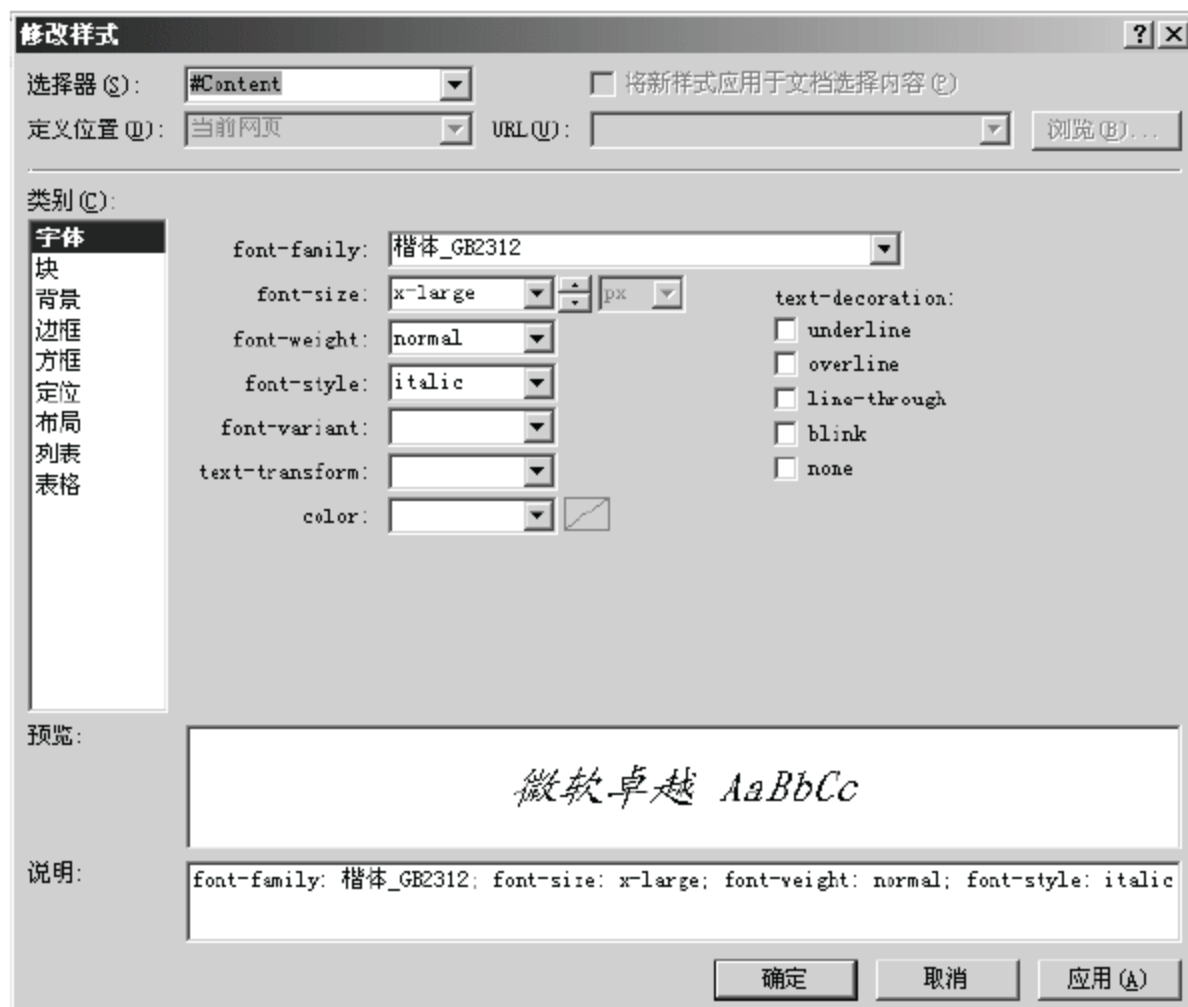 修改样式
选择器(S): #Content 将新样式应用于文档选择内容(P)
定义位置(D): 当前网页 URL(U): 浏览(B)...
类别(C):
字体
块
背景
边框
方框
定位
布局
列表
表格
font-family: 楷体_GB2312
font-size: x-large px
font-weight: normal
font-style: italic
font-variant:
text-transform:
color:
text-decoration:
underline
overline
line-through
blink
none
预览:
微软卓越 AaBbCc
说明:
font-family: 楷体_GB2312; font-size: x-large; font-weight: normal; font-style: italic
确定 取消 应用(A)